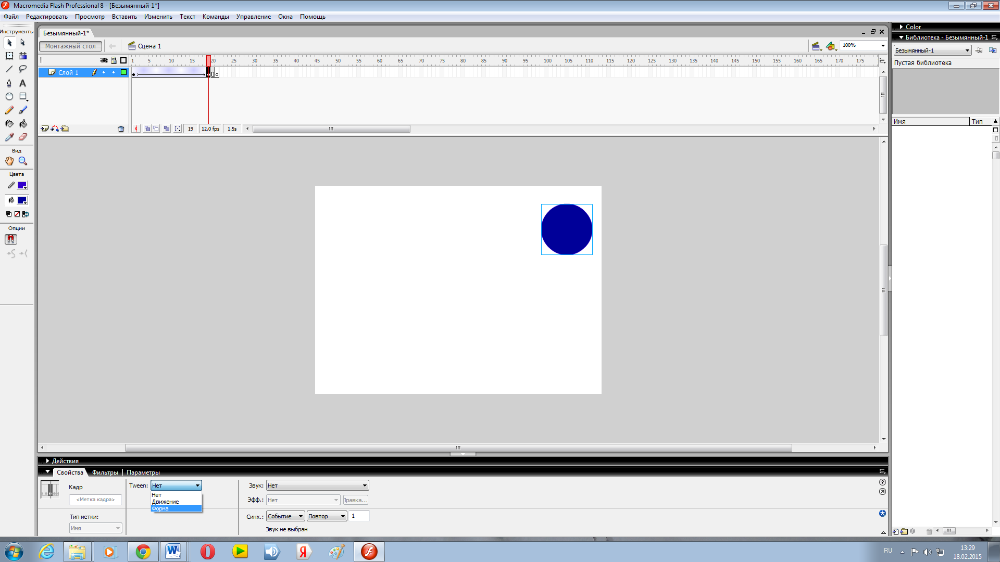 Macromedia Flash Professional 8 - [Безымянный-1*]
Файл Редактировать Просмотр Вставить Изменить Текст Команды Управление Окна Помощь
Инструменты
Безымянный-1*
Color
Библиотека - Безымянный-1
Монтажный стол
Сцена 1
100%
Безымянный-1
1 5 10 15 20 25 30 35 40 45 50 55 60 65 70 75 80 85 90 95 100 105 110 115 120 125 130 135 140 145 150 155 160 165 170 175
Пустая библиотека
Слой 1
Имя Тип
19 12.0 fps 1.5s
Вид
Цвета
Опции
Действия
Свойства Фильтры Параметры
Кадр
<Метка кадра>
Тип метки:
Имя
Tween: Нет
Нет
Движение
Форма
Звук: Нет
Эфф.: Нет
Синх.: Событие Повтор 1
Звук не выбран
RU
13:29
18.02.2015